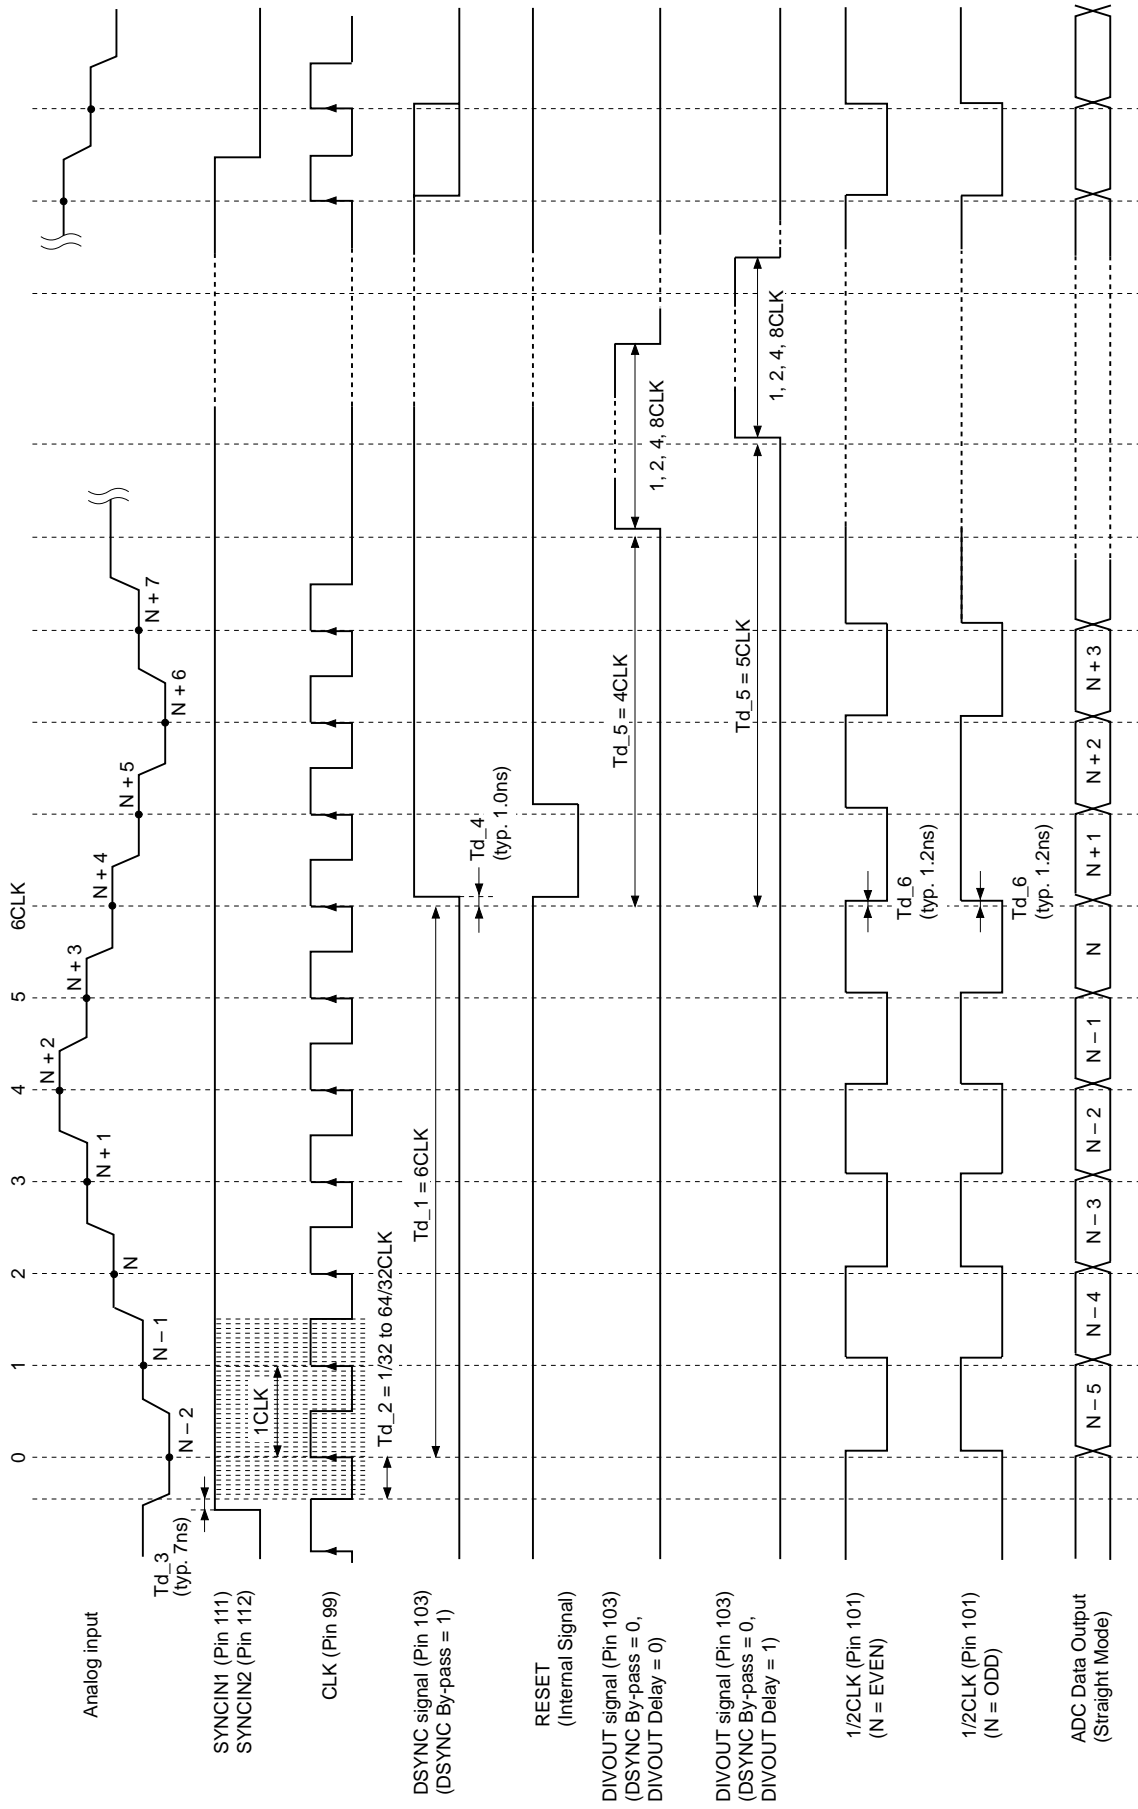 0
1
2
3
4
5
6CLK
Analog input
N – 2
N – 1
N
N + 1
N + 2
N + 3
N + 4
N + 5
N + 6
N + 7
Td_3
(typ. 7ns)
SYNCIN1 (Pin 111)
SYNCIN2 (Pin 112)
1CLK
CLK (Pin 99)
Td_2 = 1/32 to 64/32CLK
DSYNC signal (Pin 103)
(DSYNC By-pass = 1)
Td_1 = 6CLK
Td_4
(typ. 1.0ns)
RESET
(Internal Signal)
DIVOUT signal (Pin 103)
(DSYNC By-pass = 0,
DIVOUT Delay = 0)
Td_5 = 4CLK
1, 2, 4, 8CLK
DIVOUT signal (Pin 103)
(DSYNC By-pass = 0,
DIVOUT Delay = 1)
Td_5 = 5CLK
1, 2, 4, 8CLK
1/2CLK (Pin 101)
(N = EVEN)
Td_6
(typ. 1.2ns)
1/2CLK (Pin 101)
(N = ODD)
Td_6
(typ. 1.2ns)
ADC Data Output
(Straight Mode)
N – 5
N – 4
N – 3
N – 2
N – 1
N
N + 1
N + 2
N + 3